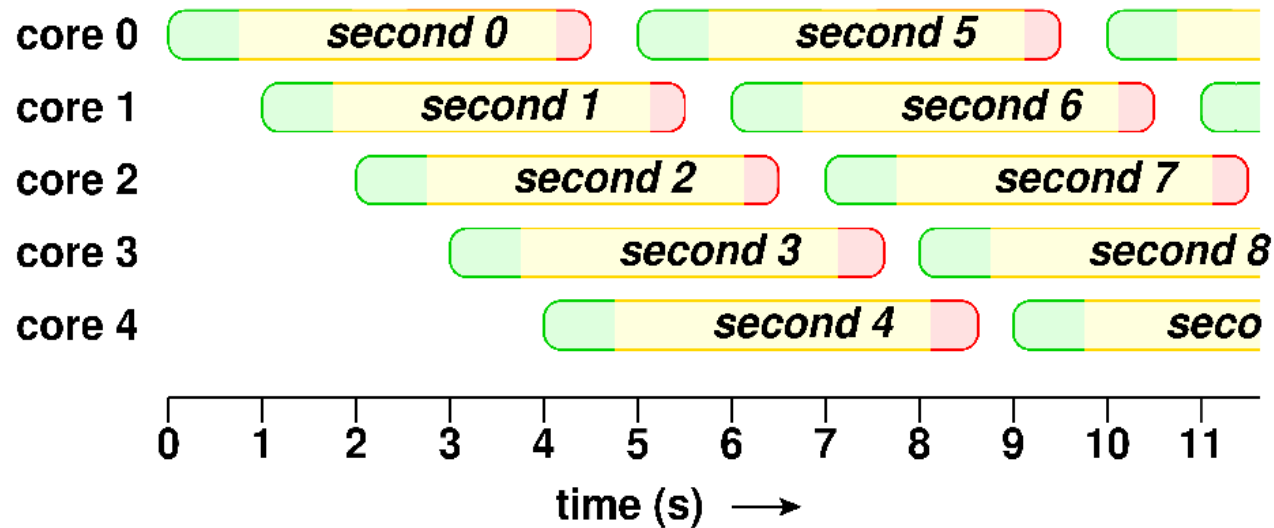 core 0 second 0 second 5
core 1 second 1 second 6
core 2 second 2 second 7
core 3 second 3 second 8
core 4 second 4 seco
0 1 2 3 4 5 6 7 8 9 10 11
time (s)